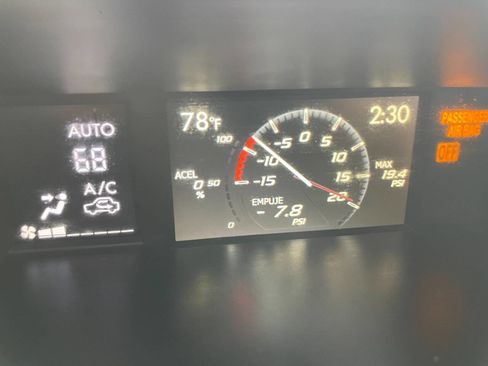 AUTO
68
A/C
78°F
2:30
100
50
0
ACEL
0
%
-15
-10
-5
0
5
10
15
20
EMPUJE
- 7.8
PSI
MAX
19.4
PSI
PASSENGER
AIR BAG
OFF